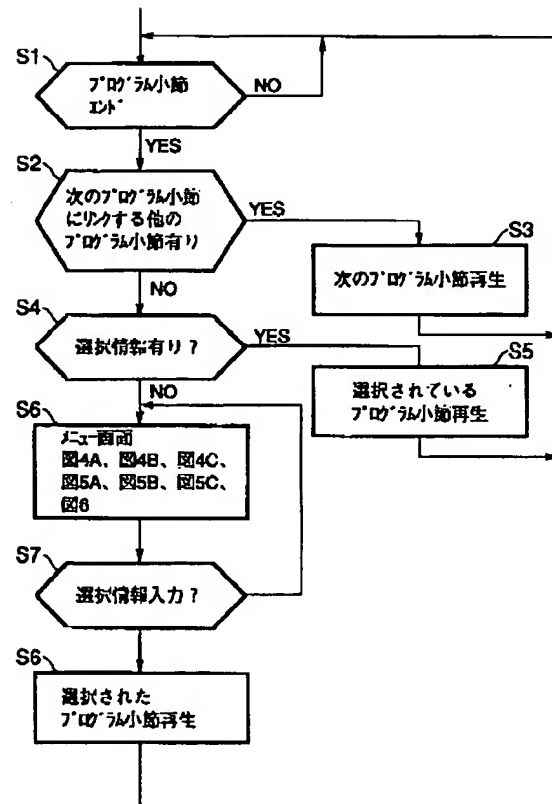 S1
プログラム小節
エンド
NO
YES
S2
次のプログラム小節
にリンクする他の
プログラム小節有り
YES
S3
次のプログラム小節再生
NO
S4
選択情報有り？
YES
S5
選択されている
プログラム小節再生
NO
S6
メニュー画面
図4A、図4B、図4C、
図5A、図5B、図5C、
図6
S7
選択情報入力？
S6
選択された
プログラム小節再生